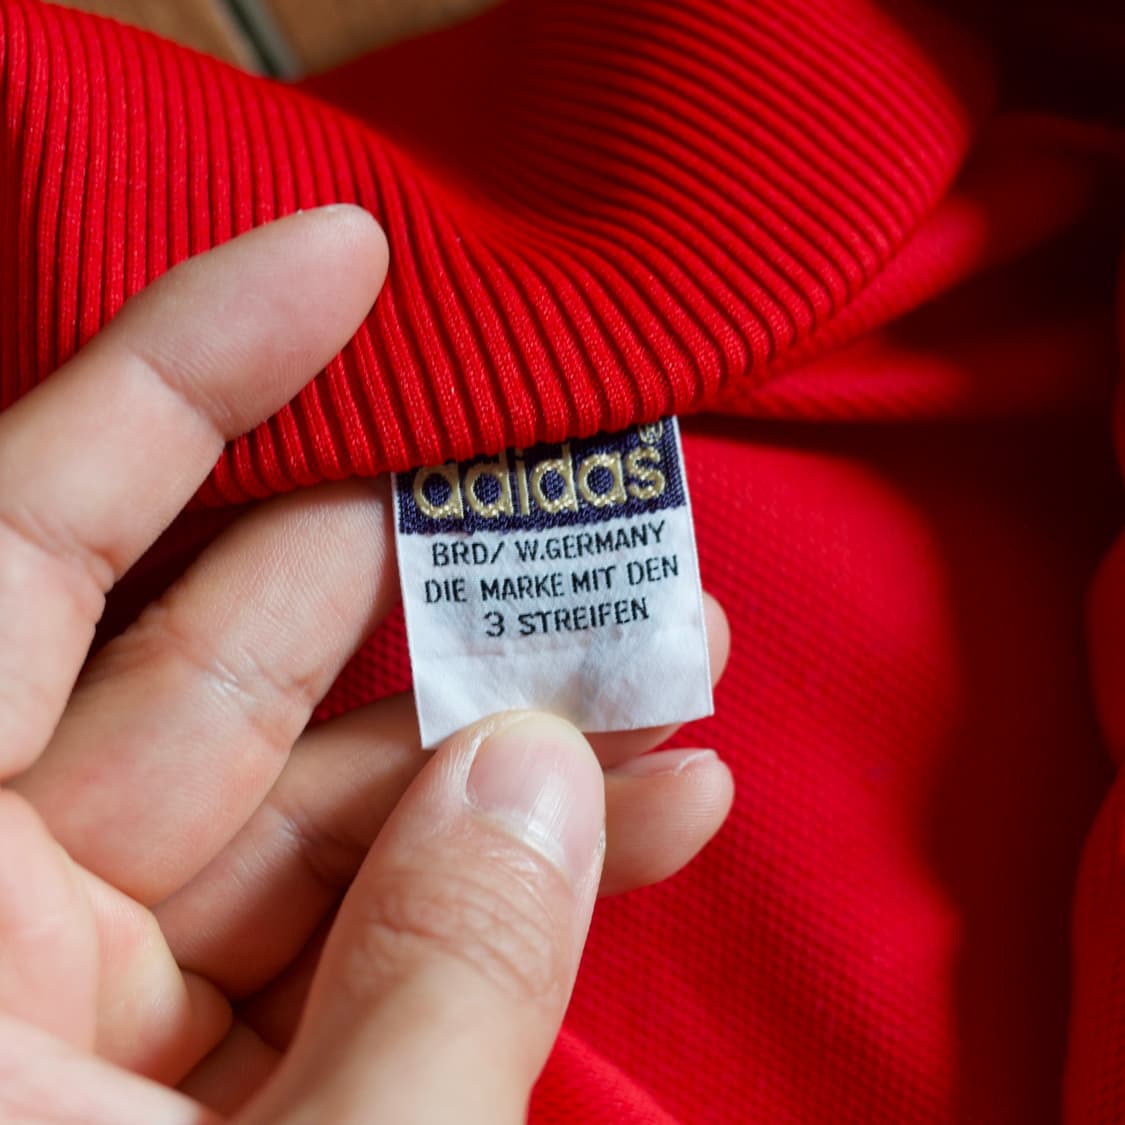 adidas®
BRD/ W.GERMANY
DIE MARKE MIT DEN
3 STREIFEN